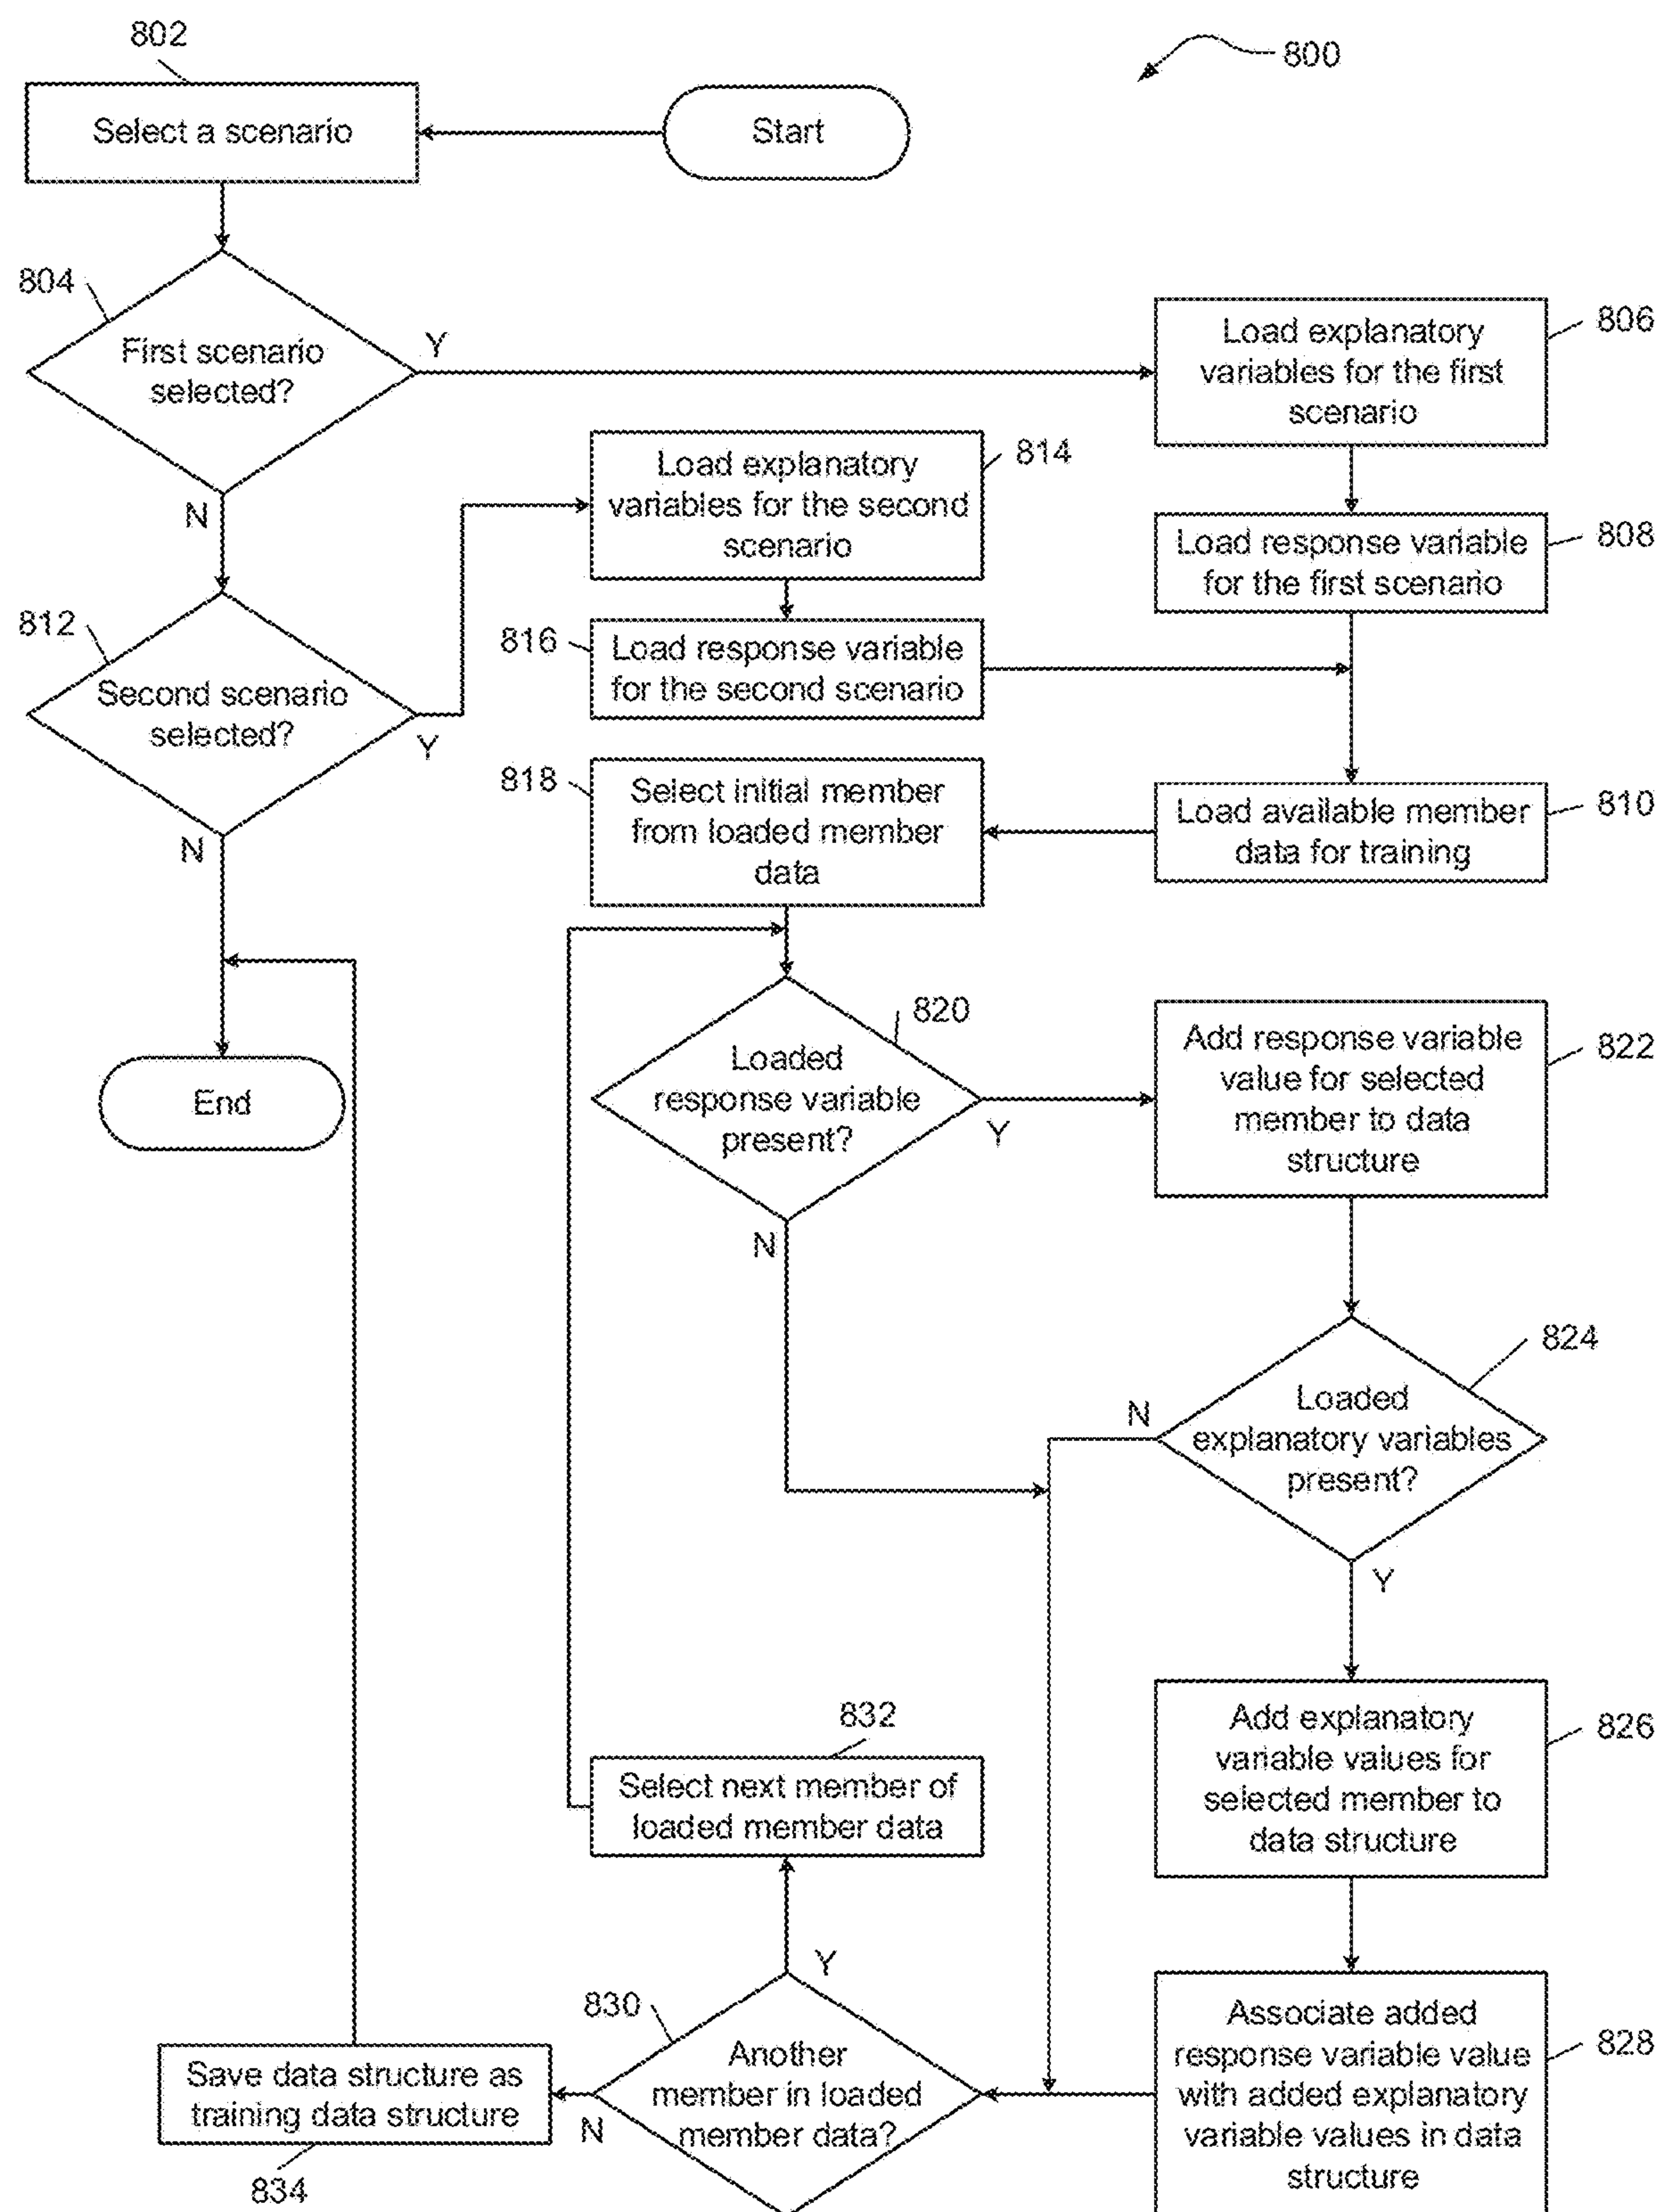 802
800
Select a scenario
Start
804
First scenario
selected?
Y
N
806
Load explanatory
variables for the first
scenario
814
Load explanatory
variables for the second
scenario
808
Load response variable
for the first scenario
812
Second scenario
selected?
Y
N
816
Load response variable
for the second scenario
818
Select initial member
from loaded member
data
810
Load available member
data for training
End
820
Loaded
response variable
present?
Y
N
822
Add response variable
value for selected
member to data
structure
824
Loaded
explanatory variables
present?
N
Y
826
Add explanatory
variable values for
selected member to
data structure
832
Select next member of
loaded member data
Y
830
Another
member in loaded
member data?
N
828
Associate added
response variable value
with added explanatory
variable values in data
structure
Save data structure as
training data structure
834